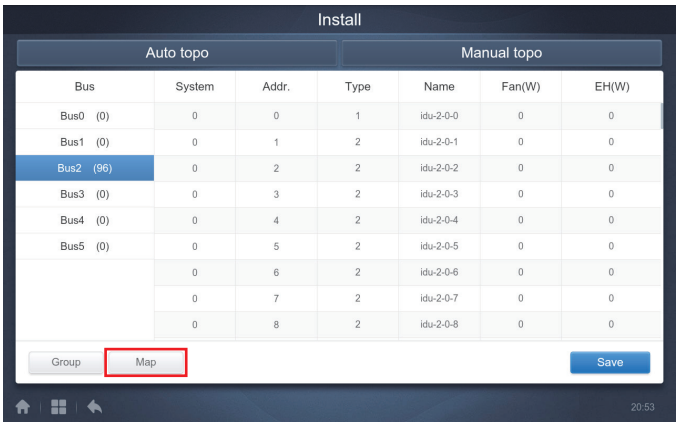 Install
Auto topo Manual topo
Bus System Addr. Type Name Fan(W) EH(W)
Bus0 (0) 0 0 1 idu-2-0-0 0 0
Bus1 (0) 0 1 2 idu-2-0-1 0 0
Bus2 (96) 0 2 2 idu-2-0-2 0 0
Bus3 (0) 0 3 2 idu-2-0-3 0 0
Bus4 (0) 0 4 2 idu-2-0-4 0 0
Bus5 (0) 0 5 2 idu-2-0-5 0 0
0 6 2 idu-2-0-6 0 0
0 7 2 idu-2-0-7 0 0
0 8 2 idu-2-0-8 0 0
Group Map Save
20:53